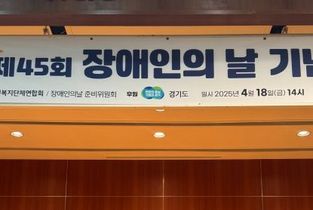 제45회 장애인의 날 기념
복지단체연합회 / 장애인의날 준비위원회 후원 경기도 일시 2025년 4월 18일(금) 14시